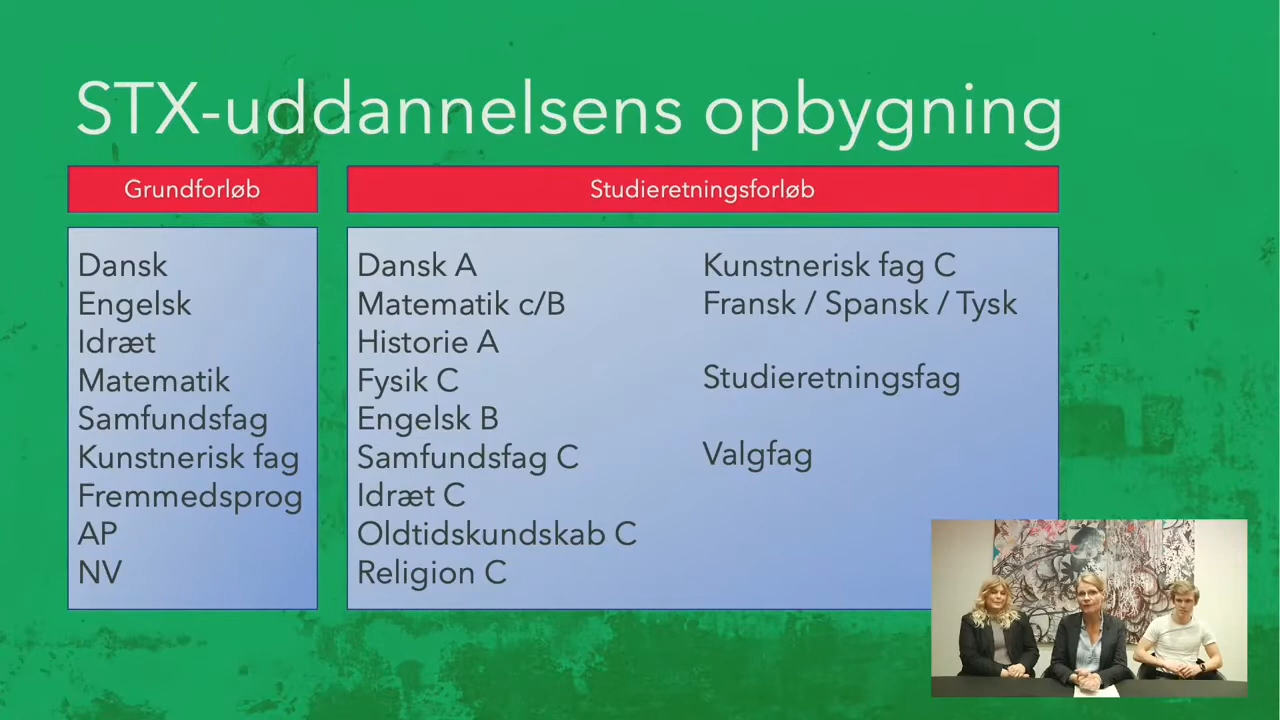 STX-uddannelsens opbygning
Grundforløb
Studieretningsforløb
Dansk
Engelsk
Idræt
Matematik
Samfundsfag
Kunstnerisk fag
Fremmedsprog
AP
NV
Dansk A
Matematik c/B
Historie A
Fysik C
Engelsk B
Samfundsfag C
Idræt C
Oldtidskundskab C
Religion C
Kunstnerisk fag C
Fransk / Spansk / Tysk
Studieretningsfag
Valgfag